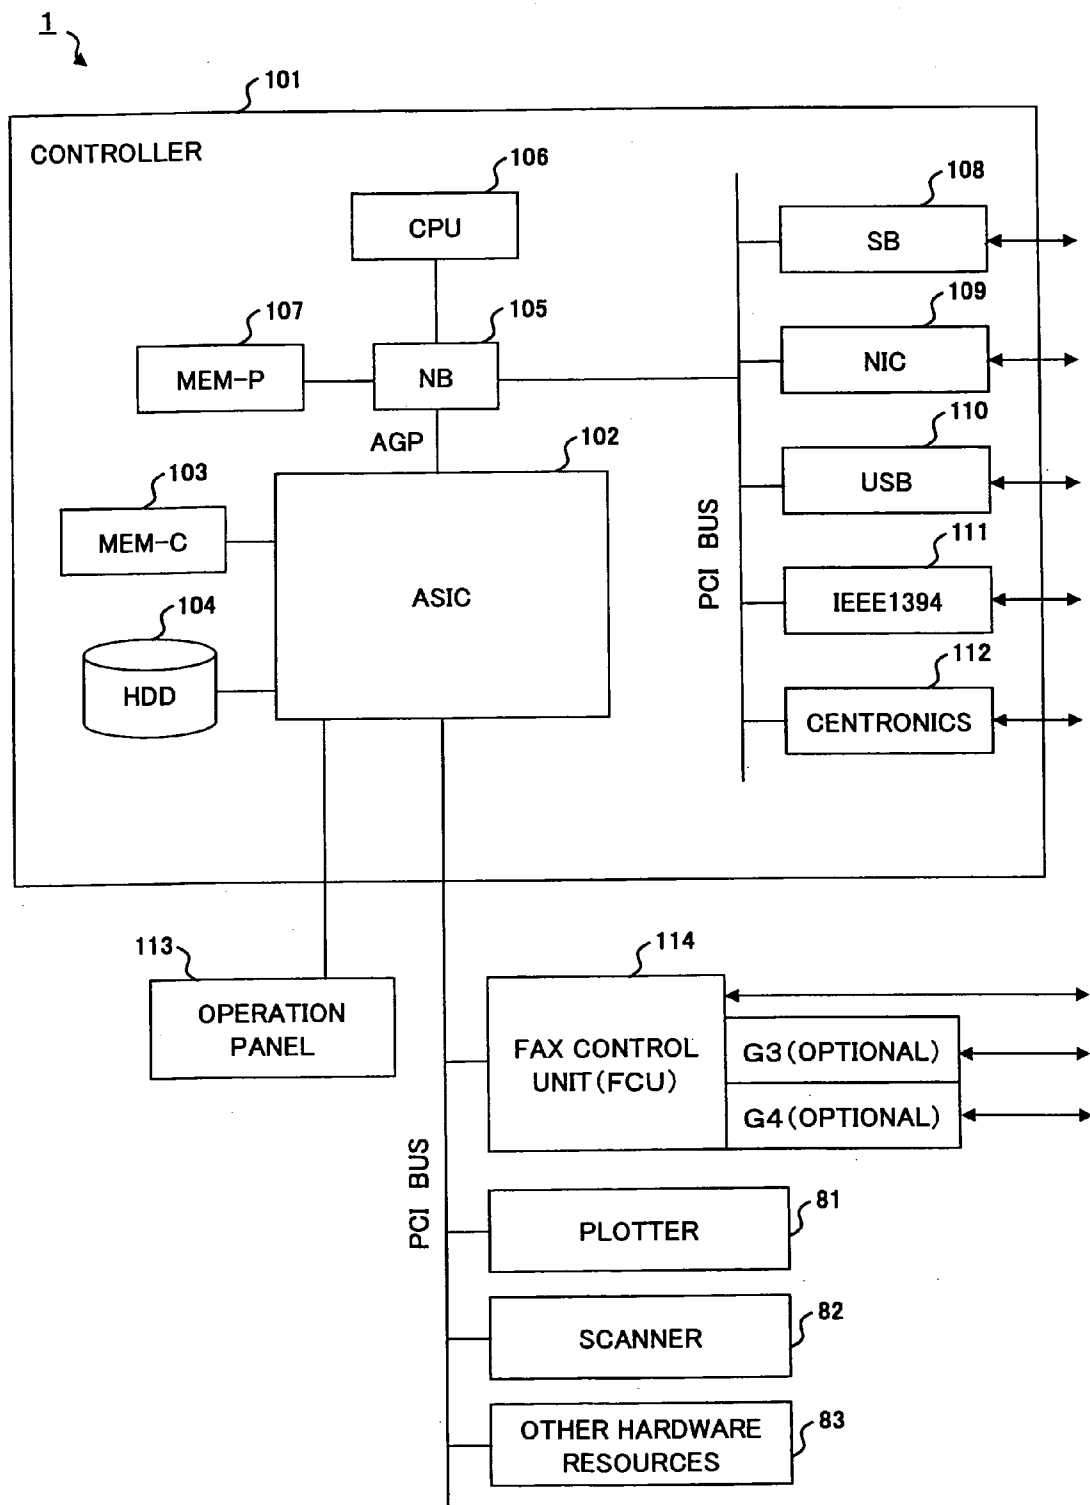 1
101
CONTROLLER
106
CPU
108
SB
107
MEM-P
105
NB
109
NIC
AGP
102
110
USB
103
MEM-C
ASIC
PCI BUS
111
IEEE1394
104
HDD
112
CENTRONICS
113
OPERATION
PANEL
114
FAX CONTROL
UNIT(FCU)
G3(OPTIONAL)
G4(OPTIONAL)
PCI BUS
81
PLOTTER
82
SCANNER
83
OTHER HARDWARE
RESOURCES